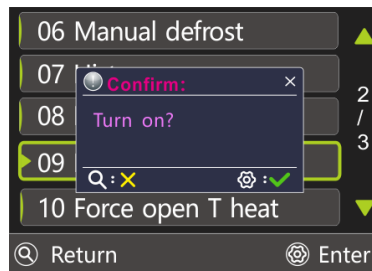 06 Manual defrost
07
Confirm:
08
Turn on?
09
10 Force open T heat
2
/
3
Return
Enter